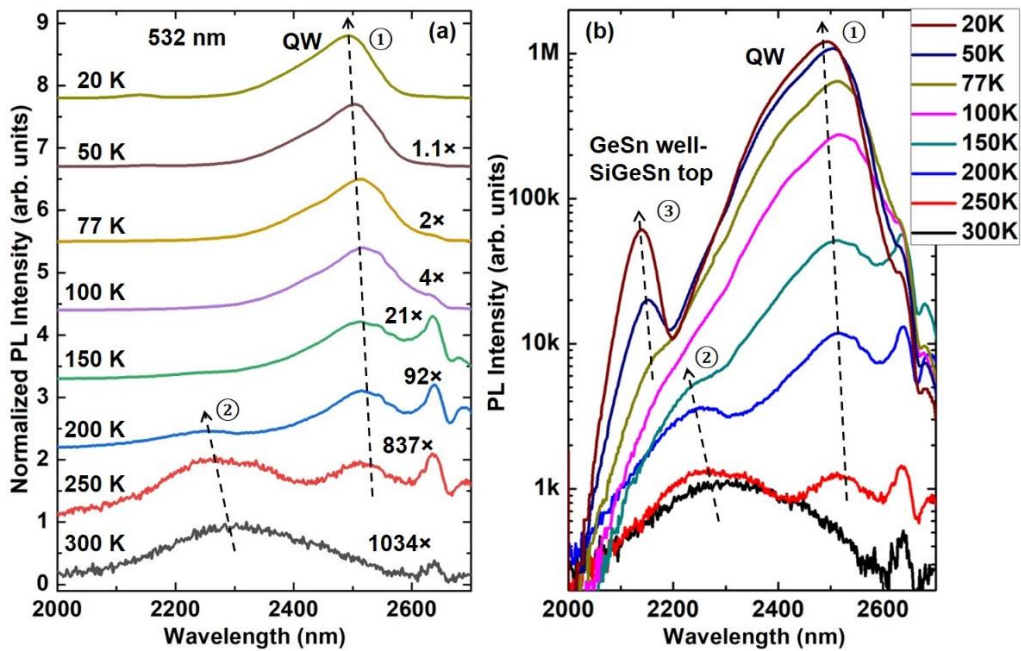 532 nm
QW
①
(a)
20 K
50 K
1.1×
77 K
2×
100 K
4×
150 K
21×
200 K
92×
②
250 K
837×
300 K
1034×
9
8
7
6
5
4
3
2
1
0
Normalized PL Intensity (arb. units)
2000
2200
2400
2600
Wavelength (nm)
(b)
①
QW
GeSn well-
SiGeSn top
③
②
20K
50K
77K
100K
150K
200K
250K
300K
1M
100k
10k
1k
PL Intensity (arb. units)
2000
2200
2400
2600
Wavelength (nm)